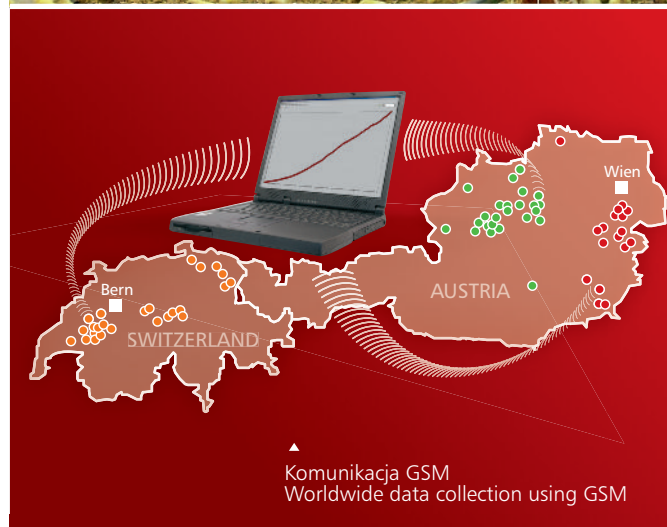 Wien
AUSTRIA
Bern
SWITZERLAND
Komunikacja GSM
Worldwide data collection using GSM